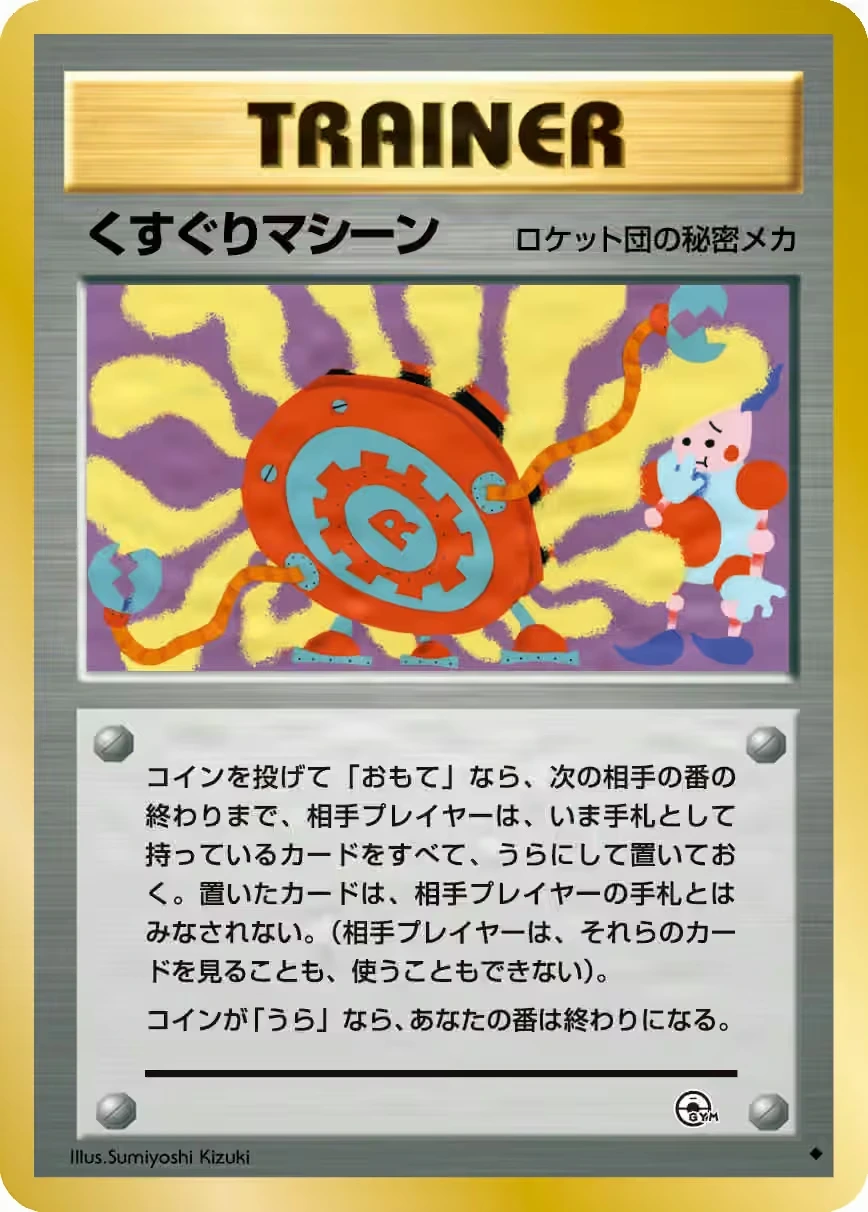 TRAINER
くすぐりマシーン
ロケット団の秘密メカ
R
コインを投げて「おもて」なら、次の相手の番の
終わりまで、相手プレイヤーは、いま手札として
持っているカードをすべて、うらにして置いてお
く。置いたカードは、相手プレイヤーの手札とは
みなされない。（相手プレイヤーは、それらのカー
ドを見ることも、使うこともできない）。
コインが「うら」なら、あなたの番は終わりになる。
GYM
Illus.Sumiyoshi Kizuki